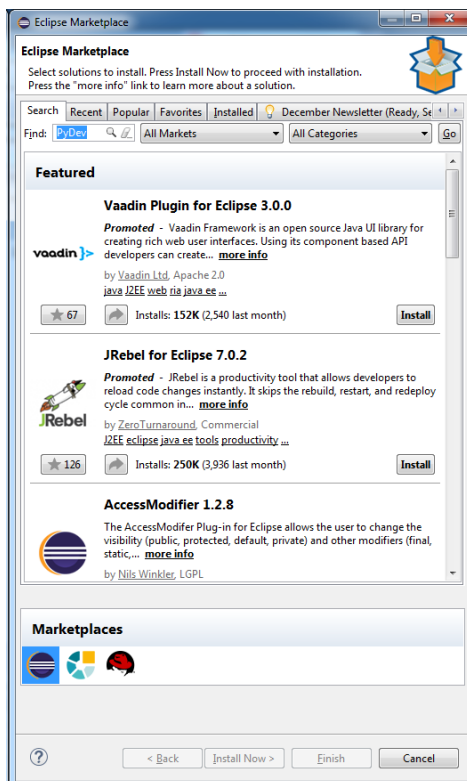 Eclipse Marketplace
Eclipse Marketplace
Select solutions to install. Press Install Now to proceed with installation.
Press the "more info" link to learn more about a solution.
Search Recent Popular Favorites Installed December Newsletter (Ready, Se
Find: PyDev All Markets All Categories Go
Featured
Vaadin Plugin for Eclipse 3.0.0
Promoted - Vaadin Framework is an open source Java UI library for
creating rich web user interfaces. Using its component based API
developers can create... more info
vaadin }>
by Vaadin Ltd, Apache 2.0
java J2EE web ria java ee ...
67 Installs: 152K (2,540 last month) Install
JRebel for Eclipse 7.0.2
Promoted - JRebel is a productivity tool that allows developers to
reload code changes instantly. It skips the rebuild, restart, and redeploy
cycle common in... more info
JRebel
by ZeroTurnaround, Commercial
J2EE eclipse java ee tools productivity ...
126 Installs: 250K (3,936 last month) Install
AccessModifier 1.2.8
The AccessModifer Plug-in for Eclipse allows the user to change the
visibility (public, protected, default, private) and other modifiers (final,
static,... more info
by Nils Winkler, LGPL
Marketplaces
? < Back Install Now > Finish Cancel